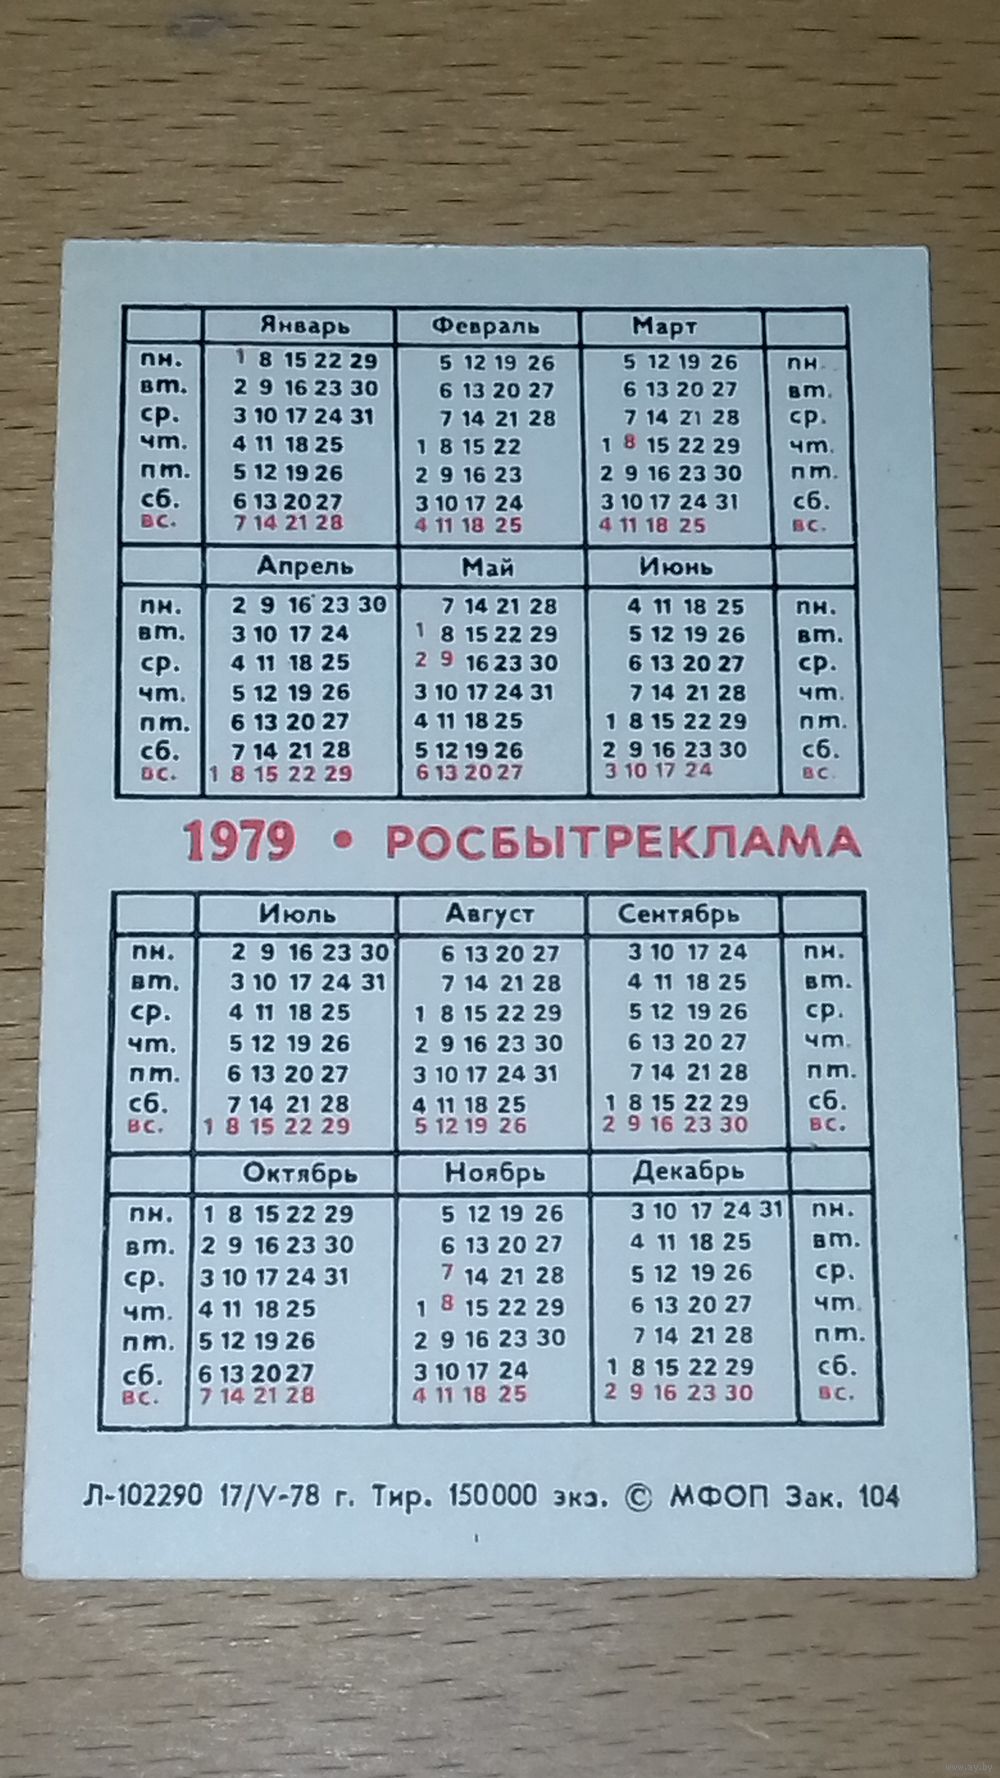 Январь Февраль Март
пн. 1 8 15 22 29 5 12 19 26 5 12 19 26 пн.
вт. 2 9 16 23 30 6 13 20 27 6 13 20 27 вт.
ср. 3 10 17 24 31 7 14 21 28 7 14 21 28 ср.
чт. 4 11 18 25 1 8 15 22 1 8 15 22 29 чт.
пт. 5 12 19 26 2 9 16 23 2 9 16 23 30 пт.
сб. 6 13 20 27 3 10 17 24 3 10 17 24 31 сб.
вс. 7 14 21 28 4 11 18 25 4 11 18 25 вс.
Апрель Май Июнь
пн. 2 9 16 23 30 7 14 21 28 4 11 18 25 пн.
вт. 3 10 17 24 1 8 15 22 29 5 12 19 26 вт.
ср. 4 11 18 25 2 9 16 23 30 6 13 20 27 ср.
чт. 5 12 19 26 3 10 17 24 31 7 14 21 28 чт.
пт. 6 13 20 27 4 11 18 25 1 8 15 22 29 пт.
сб. 7 14 21 28 5 12 19 26 2 9 16 23 30 сб.
вс. 1 8 15 22 29 6 13 20 27 3 10 17 24 вс.
1979 • РОСБЫТРЕКЛАМА
Июль Август Сентябрь
пн. 2 9 16 23 30 6 13 20 27 3 10 17 24 пн.
вт. 3 10 17 24 31 7 14 21 28 4 11 18 25 вт.
ср. 4 11 18 25 1 8 15 22 29 5 12 19 26 ср.
чт. 5 12 19 26 2 9 16 23 30 6 13 20 27 чт.
пт. 6 13 20 27 3 10 17 24 31 7 14 21 28 пт.
сб. 7 14 21 28 4 11 18 25 1 8 15 22 29 сб.
вс. 1 8 15 22 29 5 12 19 26 2 9 16 23 30 вс.
Октябрь Ноябрь Декабрь
пн. 1 8 15 22 29 5 12 19 26 3 10 17 24 31 пн.
вт. 2 9 16 23 30 6 13 20 27 4 11 18 25 вт.
ср. 3 10 17 24 31 7 14 21 28 5 12 19 26 ср.
чт. 4 11 18 25 1 8 15 22 29 6 13 20 27 чт.
пт. 5 12 19 26 2 9 16 23 30 7 14 21 28 пт.
сб. 6 13 20 27 3 10 17 24 1 8 15 22 29 сб.
вс. 7 14 21 28 4 11 18 25 2 9 16 23 30 вс.
Л-102290 17/V-78 г. Тир. 150000 экз. © МФОП Зак. 104
www.ay.by